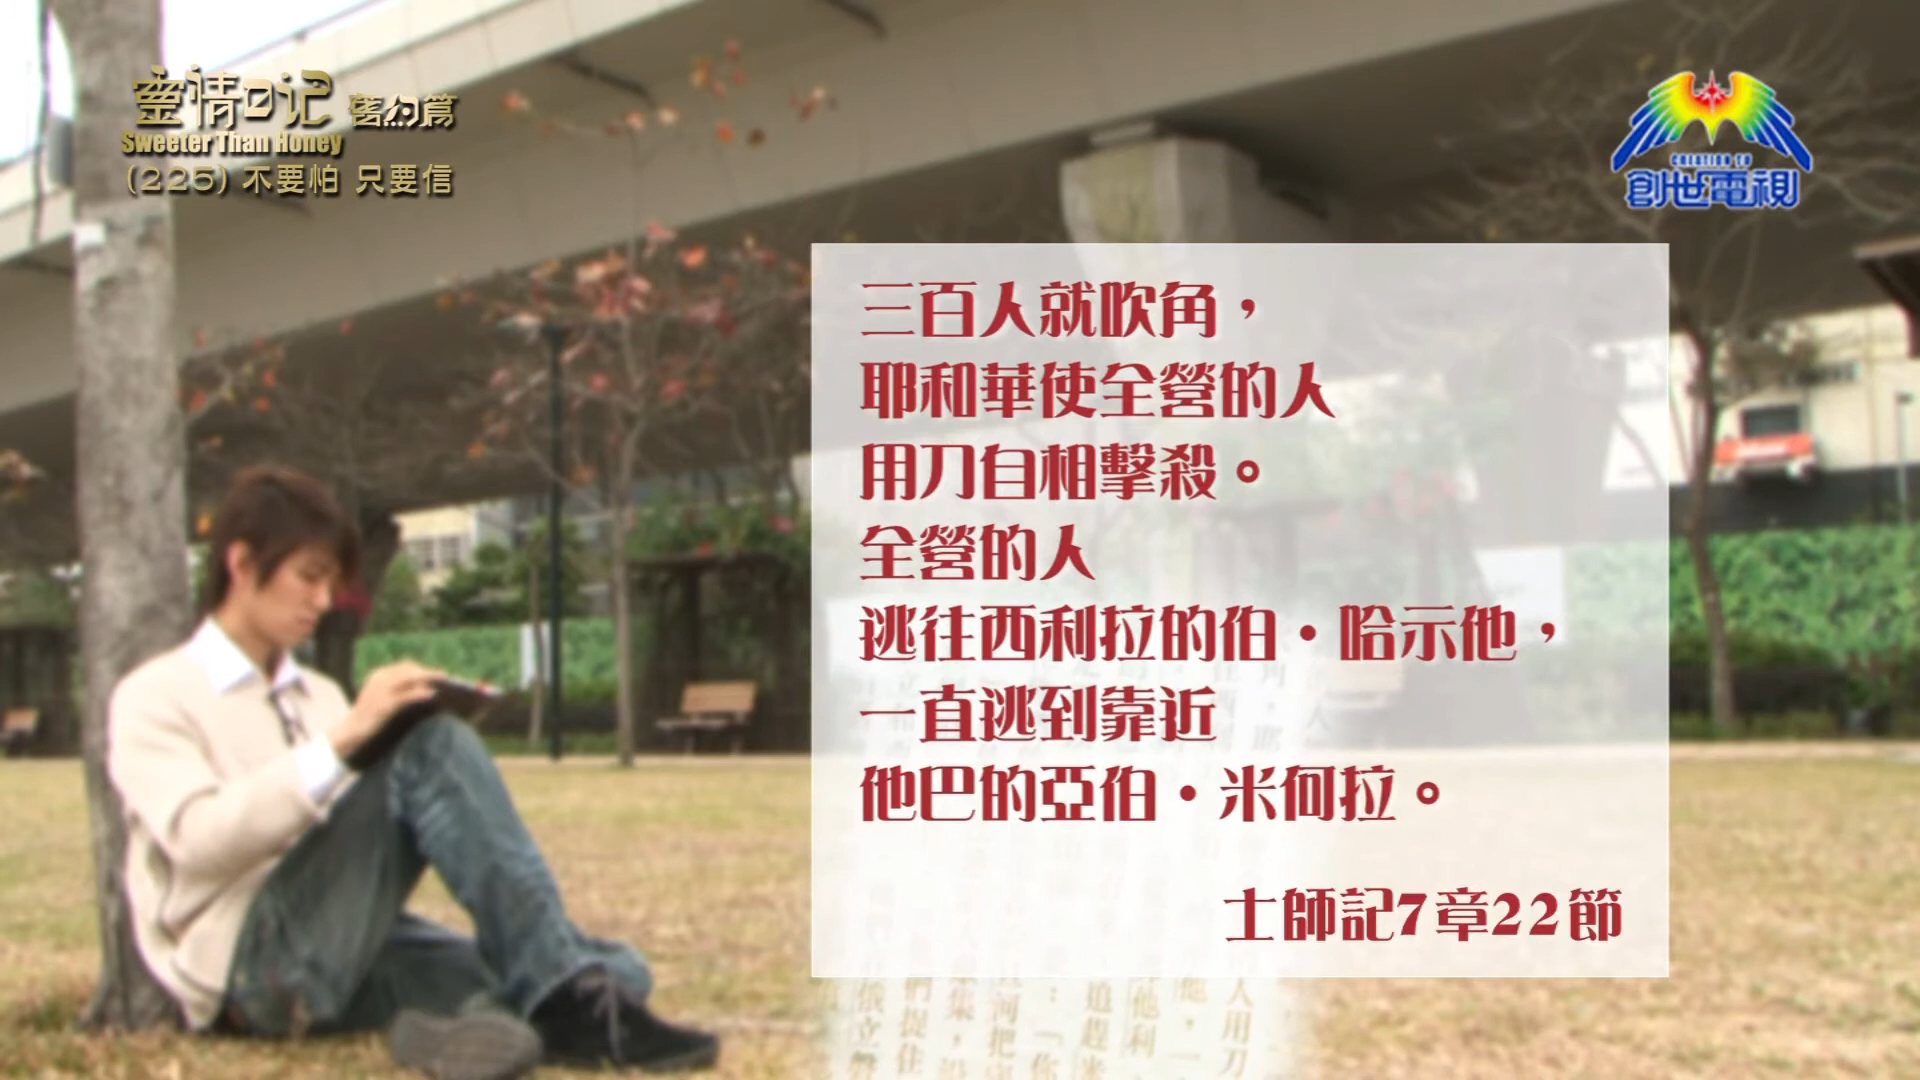 靈情日记 舊約篇
Sweeter Than Honey
(225) 不要怕 只要信
CREATION TV
創世電視
三百人就吹角，
耶和華使全營的人
用刀自相擊殺。
全營的人
逃往西利拉的伯•哈示他，
一直逃到靠近
他巴的亞伯•米何拉。
士師記7章22節